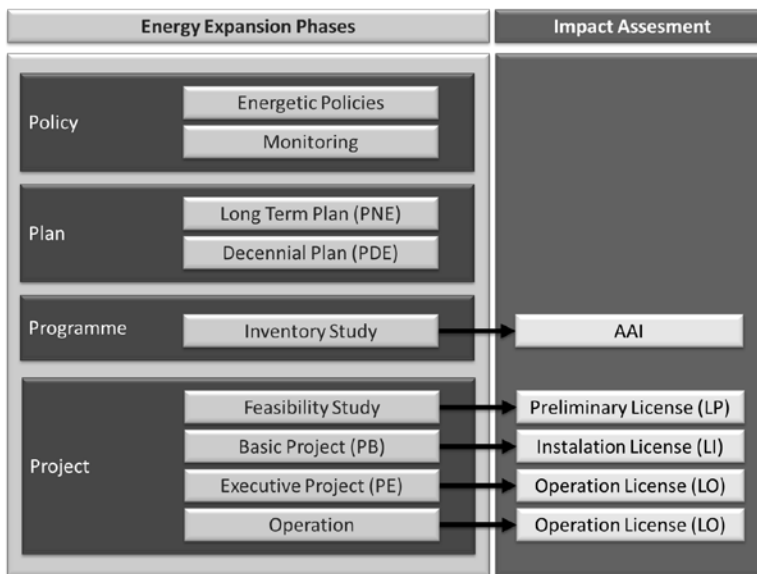 Energy Expansion Phases
Impact Assesment
Policy
Energetic Policies
Monitoring
Plan
Long Term Plan (PNE)
Decennial Plan (PDE)
Programme
Inventory Study
AAI
Project
Feasibility Study
Preliminary License (LP)
Basic Project (PB)
Instalation License (LI)
Executive Project (PE)
Operation License (LO)
Operation
Operation License (LO)